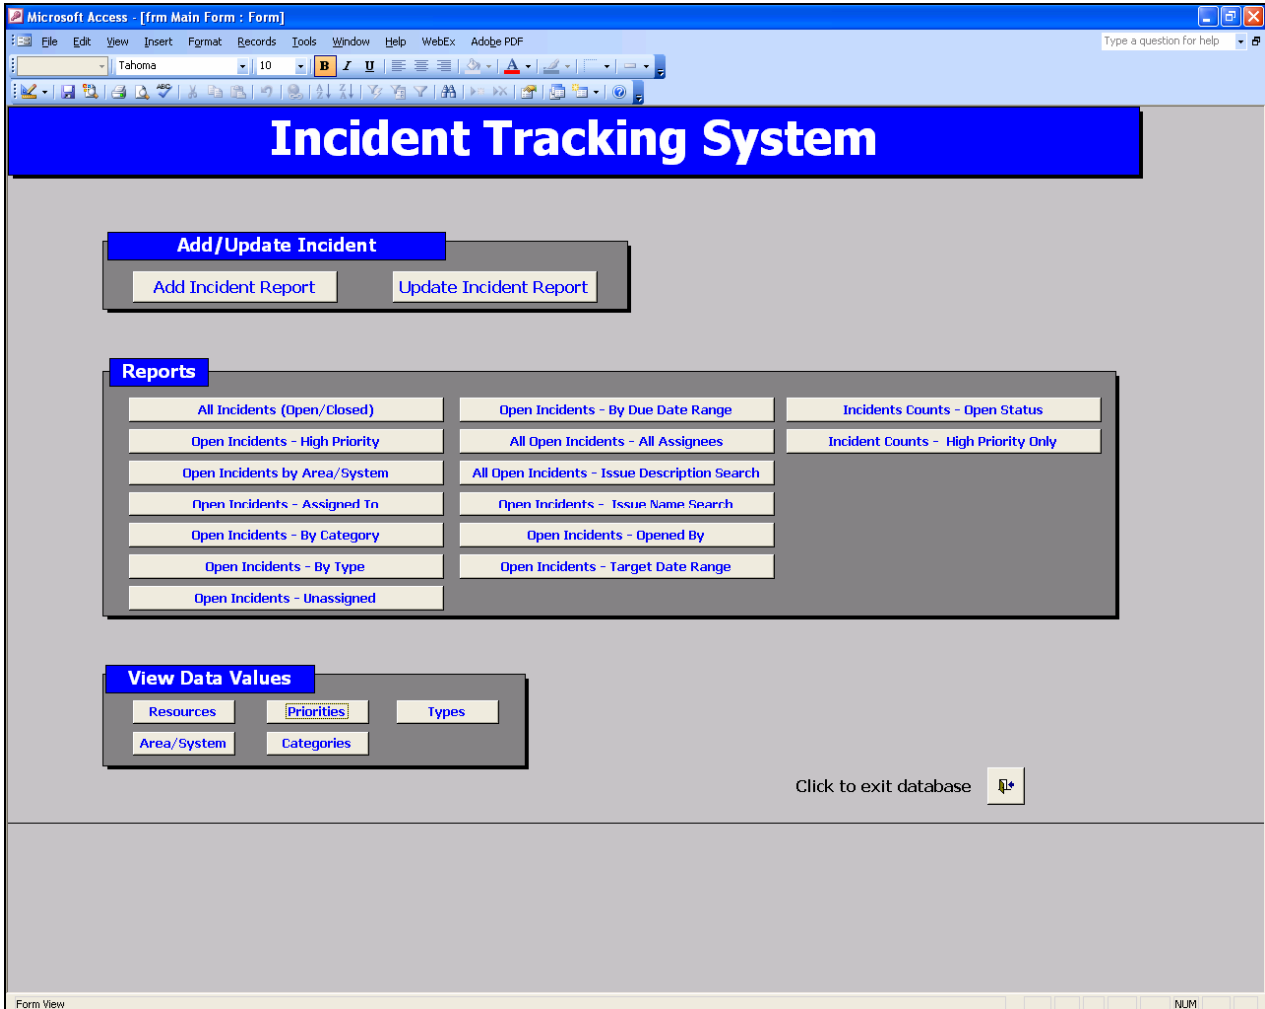 Microsoft Access - [frm Main Form : Form]
File Edit View Insert Format Records Tools Window Help WebEx Adobe PDF
Type a question for help
Tahoma 10 B I U A
Incident Tracking System
Add/Update Incident
Add Incident Report Update Incident Report
Reports
All Incidents (Open/Closed) Open Incidents - By Due Date Range Incidents Counts - Open Status
Open Incidents - High Priority All Open Incidents - All Assignees Incident Counts - High Priority Only
Open Incidents by Area/System All Open Incidents - Issue Description Search
Open Incidents - Assigned To Open Incidents - Issue Name Search
Open Incidents - By Category Open Incidents - Opened By
Open Incidents - By Type Open Incidents - Target Date Range
Open Incidents - Unassigned
View Data Values
Resources Priorities Types
Area/System Categories
Click to exit database
Form View NUM